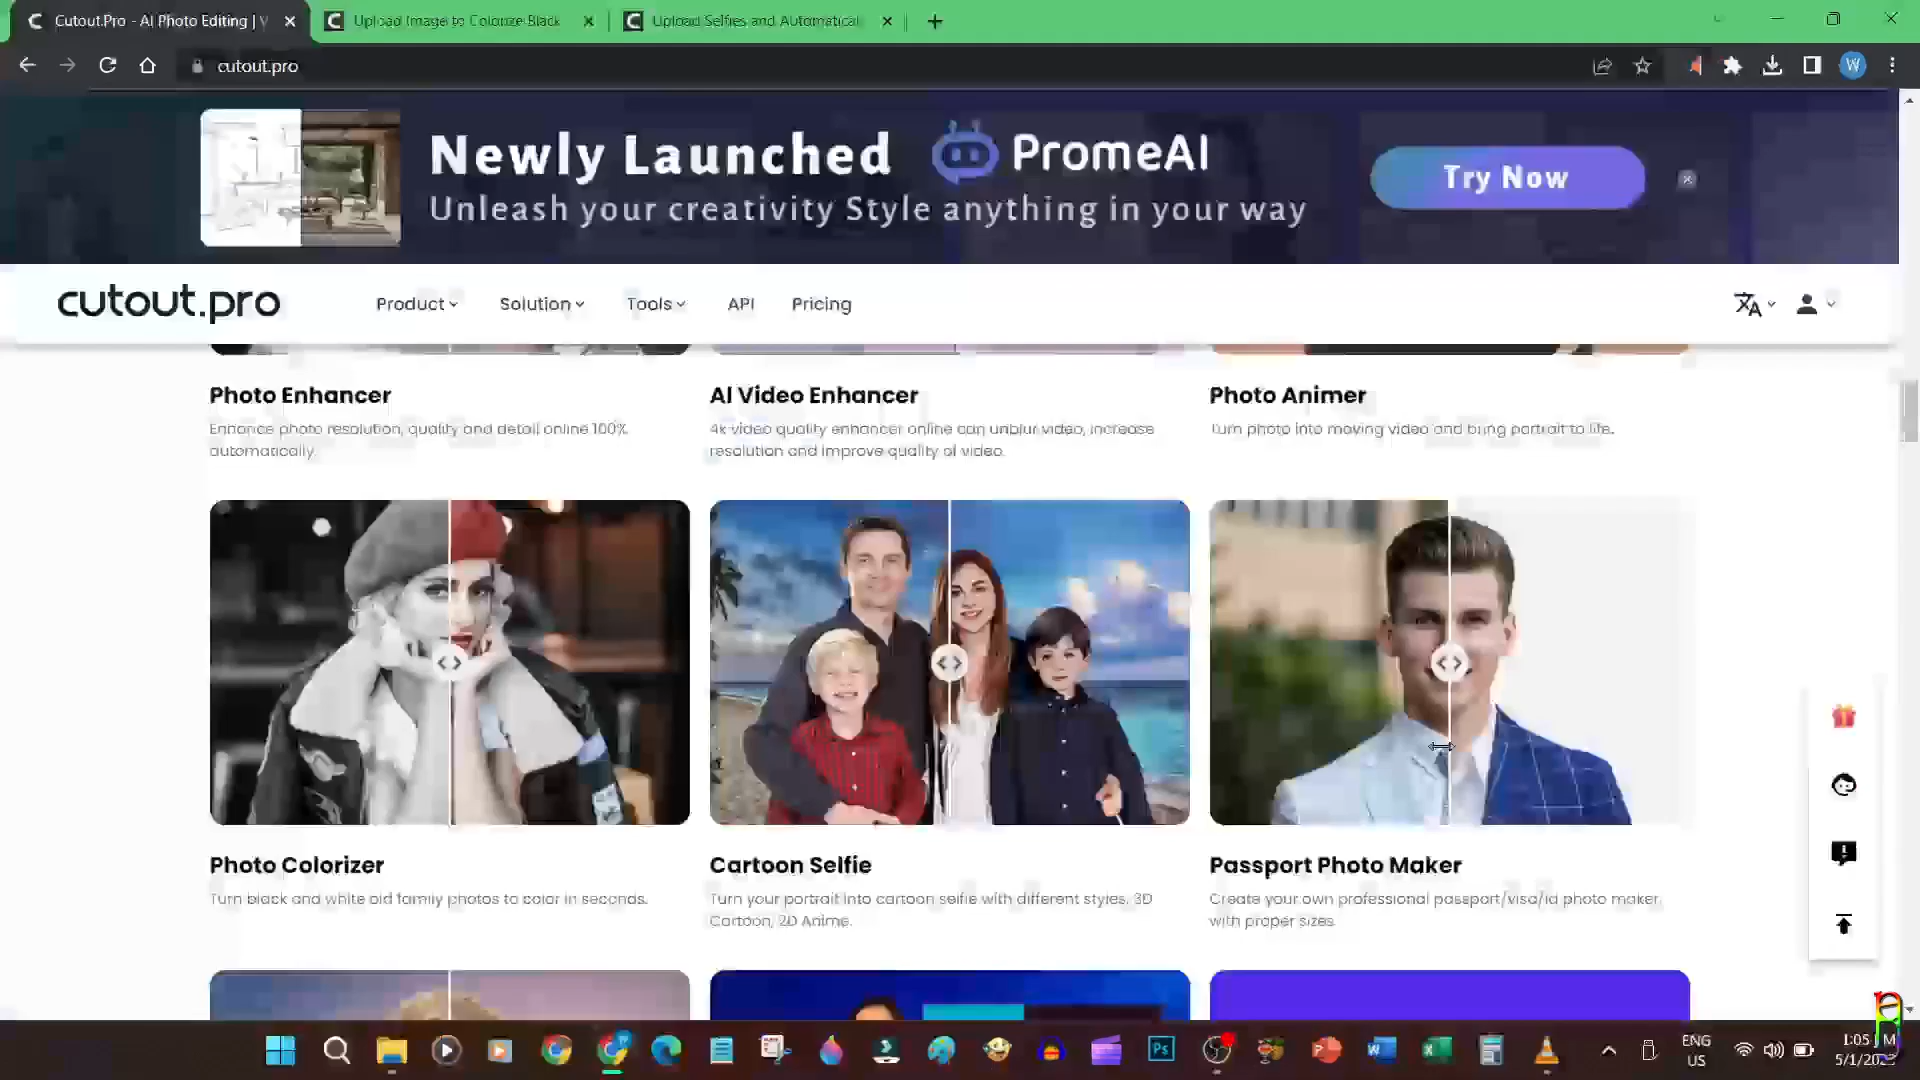 Cutout.Pro - AI Photo Editing | V
Upload Image to Colorize Black
Upload Selfies and Automatical
cutout.pro
W
Newly Launched PromeAI
Unleash your creativity Style anything in your way
Try Now
cutout.pro
Product
Solution
Tools
API
Pricing
Photo Enhancer
Enhance photo resolution, quality and detail online 100%
automatically.
AI Video Enhancer
4k video quality enhancer online can unblur video, increase
resolution and improve quality of video.
Photo Animer
Turn photo into moving video and bring portrait to life.
Photo Colorizer
Turn black and white old family photos to color in seconds.
Cartoon Selfie
Turn your portrait into cartoon selfie with different styles. 3D
Cartoon, 2D Anime.
Passport Photo Maker
Create your own professional passport/visa/id photo maker
with proper sizes.
Ps
ENG
US
1:05
5/1/202